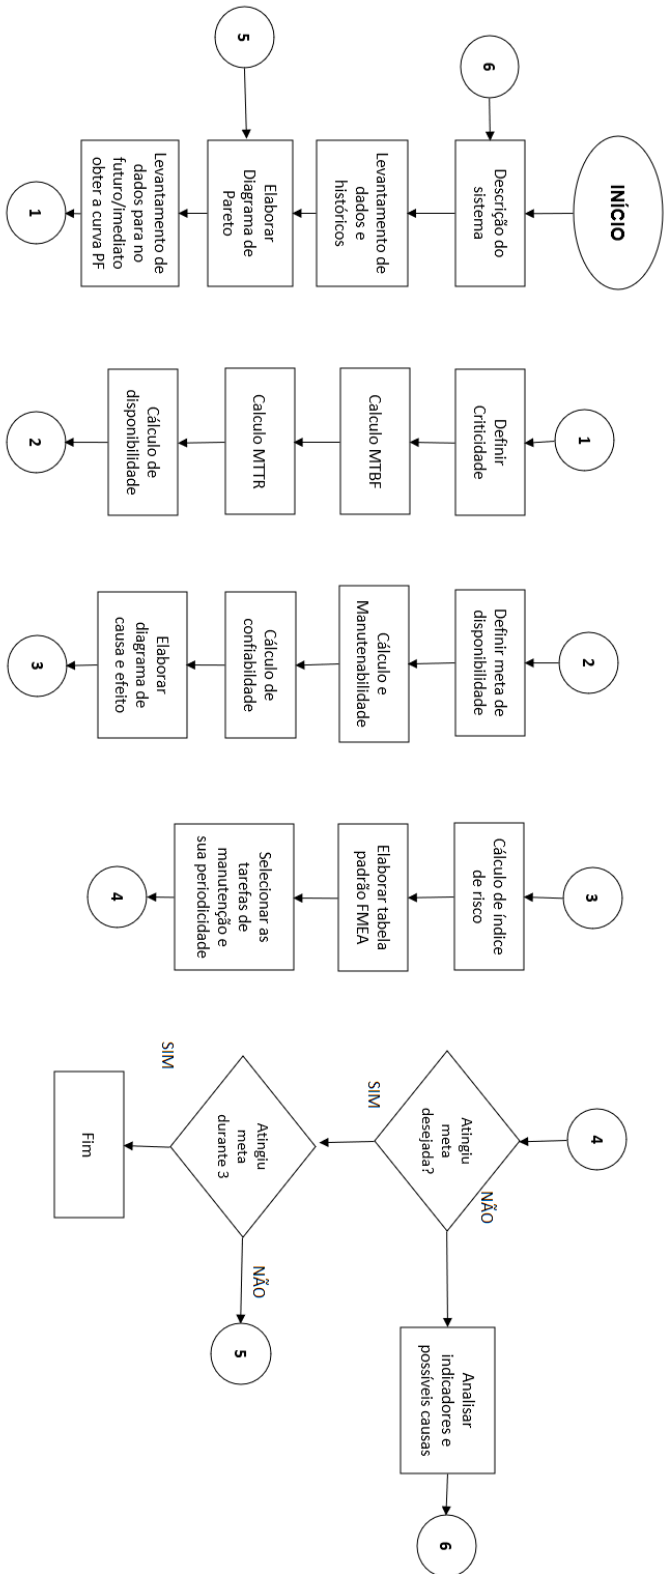 INÍCIO
6
Descrição do
sistema
Levantamento de
dados e
históricos
5
Elaborar
Diagrama de
Pareto
Levantamento de
dados para no
futuro/imediato
obter a curva PF
1
1
Definir
Criticidade
Calculo MTBF
Calculo MTTR
Cálculo de
disponibilidade
2
2
Definir meta de
disponibilidade
Cálculo e
Manutenabilidade
Cálculo de
confiabildade
Elaborar
diagrama de
causa e efeito
3
3
Cálculo de índice
de risco
Elaborar tabela
padrão FMEA
Selecionar as
tarefas de
manutenção e
sua periodicidade
4
4
Atingiu
meta
desejada?
NÃO
SIM
Analisar
indicadores e
possíveis causas
6
Atingiu
meta
durante 3
NÃO
SIM
5
Fim